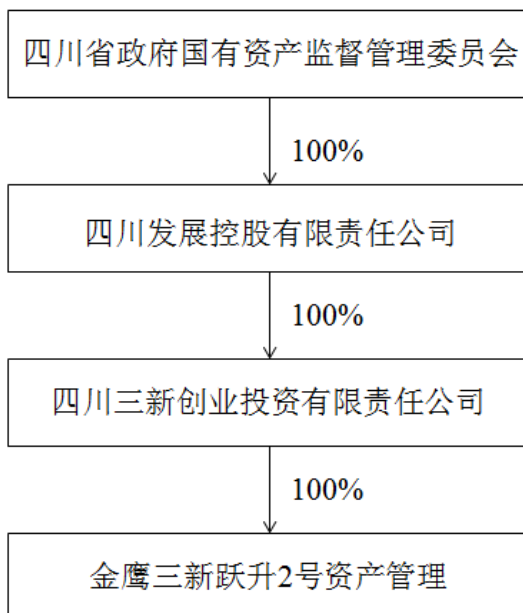 四川省政府国有资产监督管理委员会
100%
四川发展控股有限责任公司
100%
四川三新创业投资有限责任公司
100%
金鹰三新跃升2号资产管理